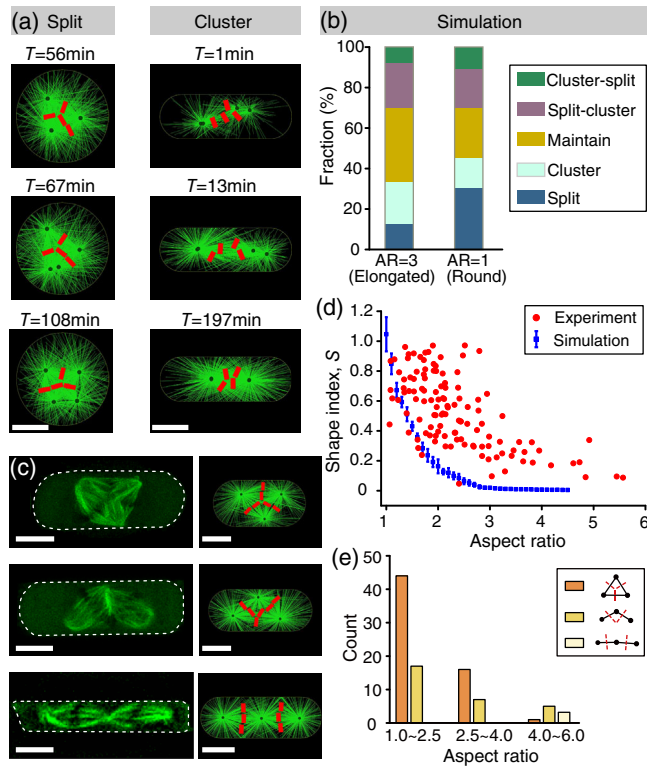 (a) Split Cluster
T=56min T=1min
T=67min T=13min
T=108min T=197min
(b) Simulation
Fraction (%)
100
80
60
40
20
0
AR=3 AR=1
(Elongated) (Round)
Cluster-split
Split-cluster
Maintain
Cluster
Split
(c)
(d)
Shape index, S
1.2
1.0
0.8
0.6
0.4
0.2
0
1 2 3 4 5 6
Aspect ratio
Experiment
Simulation
(e)
Count
50
40
30
20
10
0
1.0~2.5 2.5~4.0 4.0~6.0
Aspect ratio